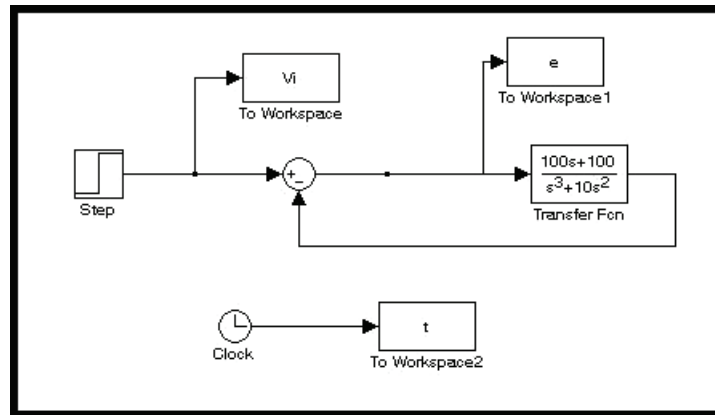 Vi
To Workspace
e
To Workspace1
Step
+
-
100s+100
s³+10s²
Transfer Fcn
Clock
t
To Workspace2